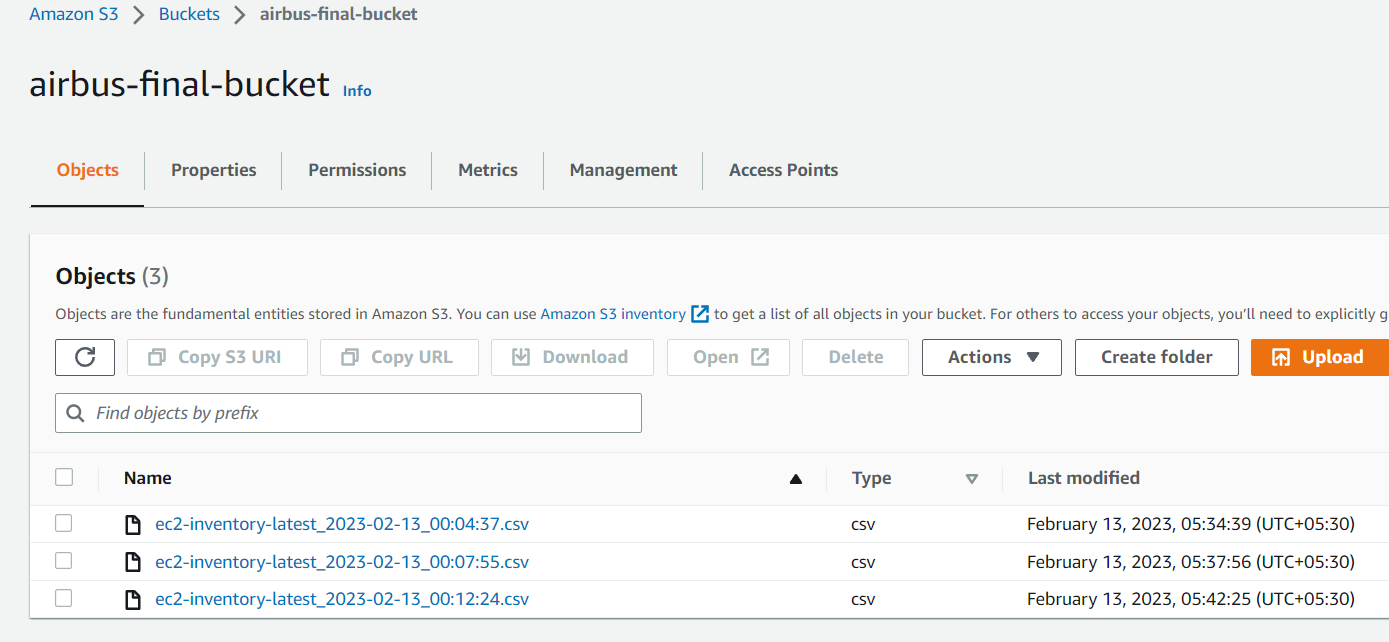 Amazon S3 > Buckets > airbus-final-bucket
airbus-final-bucket Info
Objects Properties Permissions Metrics Management Access Points
Objects (3)
Objects are the fundamental entities stored in Amazon S3. You can use Amazon S3 inventory to get a list of all objects in your bucket. For others to access your objects, you'll need to explicitly g
Copy S3 URI Copy URL Download Open Delete Actions Create folder Upload
Find objects by prefix
Name Type Last modified
ec2-inventory-latest_2023-02-13_00:04:37.csv csv February 13, 2023, 05:34:39 (UTC+05:30)
ec2-inventory-latest_2023-02-13_00:07:55.csv csv February 13, 2023, 05:37:56 (UTC+05:30)
ec2-inventory-latest_2023-02-13_00:12:24.csv csv February 13, 2023, 05:42:25 (UTC+05:30)